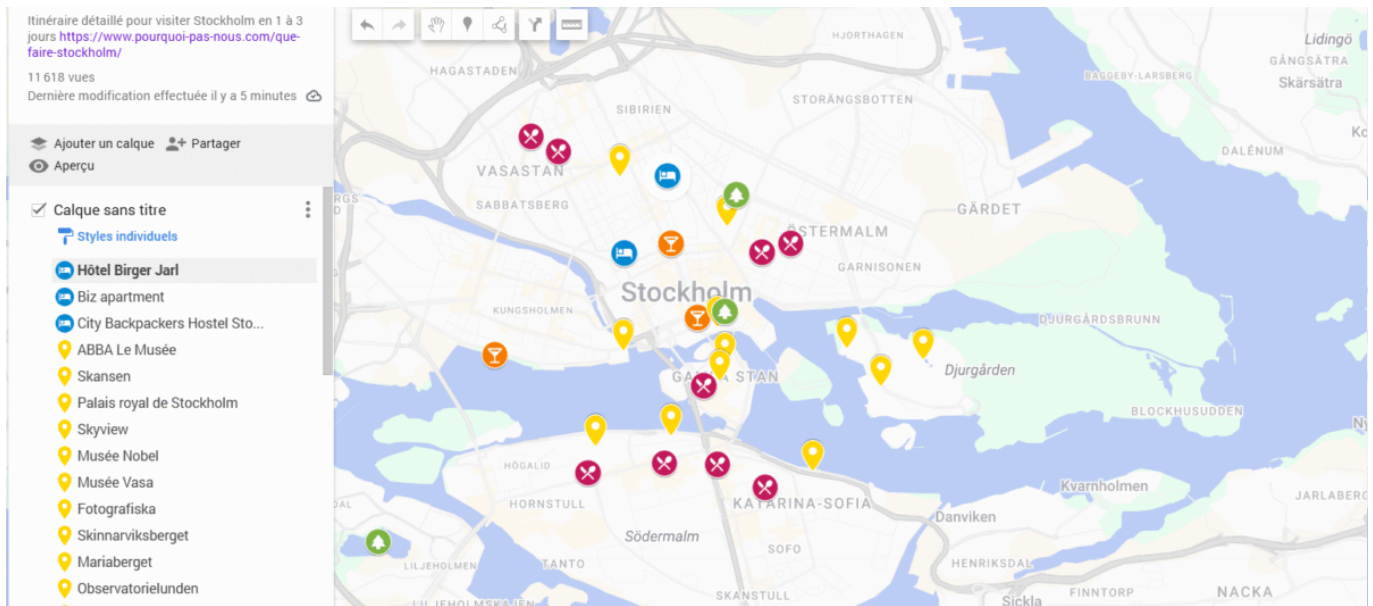 Itinéraire détaillé pour visiter Stockholm en 1 à 3
jours https://www.pourquoi-pas-nous.com/que-
faire-stockholm/
11 618 vues
Dernière modification effectuée il y a 5 minutes
Ajouter un calque
Partager
Aperçu
Calque sans titre
Styles individuels
Hôtel Birger Jarl
Biz apartment
City Backpackers Hostel Sto...
ABBA Le Musée
Skansen
Palais royal de Stockholm
Skyview
Musée Nobel
Musée Vasa
Fotografiska
Skinnarviksberget
Mariaberget
Observatorielunden
HJORTHAGEN
Lidingö
GÅNGSÄTRA
HAGASTADEN
BAGGEBY-LARSBERG
Skärsätra
SIBIRIEN
STORÄNGSBOTTEN
DALÉNUM
VASASTAN
SABBATSBERG
GÄRDET
ÖSTERMALM
GARNISONEN
Stockholm
KUNGSHOLMEN
DJURGÅRDSBRUNN
Djurgården
STAN
BLOCKHUSUDDEN
HÖGALID
HORNSTULL
KATARINA-SOFIA
Kvarnholmen
JARLABERG
Danviken
Södermalm
SOFO
LILJEHOLMEN
TANTO
HENRIKSDAL
SKANSTULL
Sickla
FINNTORP
NACKA